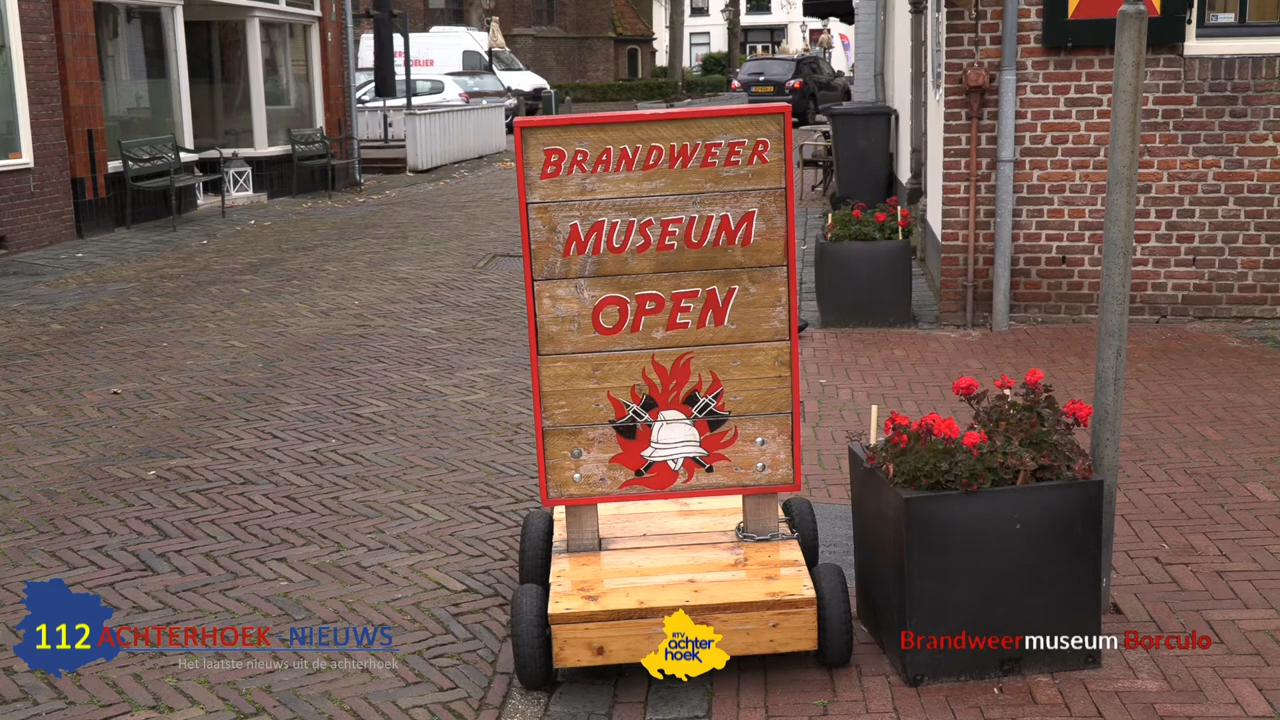 BRANDWEER
MUSEUM
OPEN
112 ACHTERHOEK-NIEUWS
Het laatste nieuws uit de achterhoek
RTV
achter
hoek
Brandweermuseum Borculo